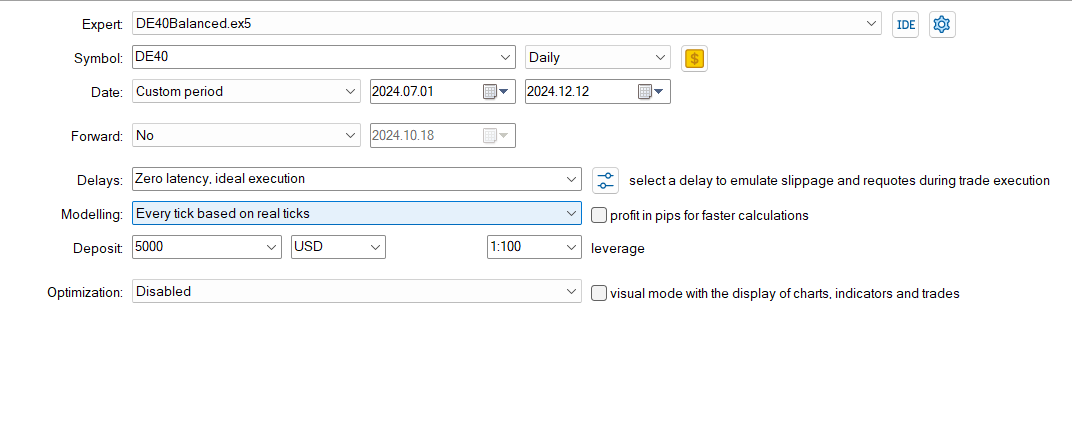 Expert: DE40Balanced.ex5 IDE
Symbol: DE40 Daily $
Date: Custom period 2024.07.01 2024.12.12
Forward: No 2024.10.18
Delays: Zero latency, ideal execution select a delay to emulate slippage and requotes during trade execution
Modelling: Every tick based on real ticks profit in pips for faster calculations
Deposit: 5000 USD 1:100 leverage
Optimization: Disabled visual mode with the display of charts, indicators and trades